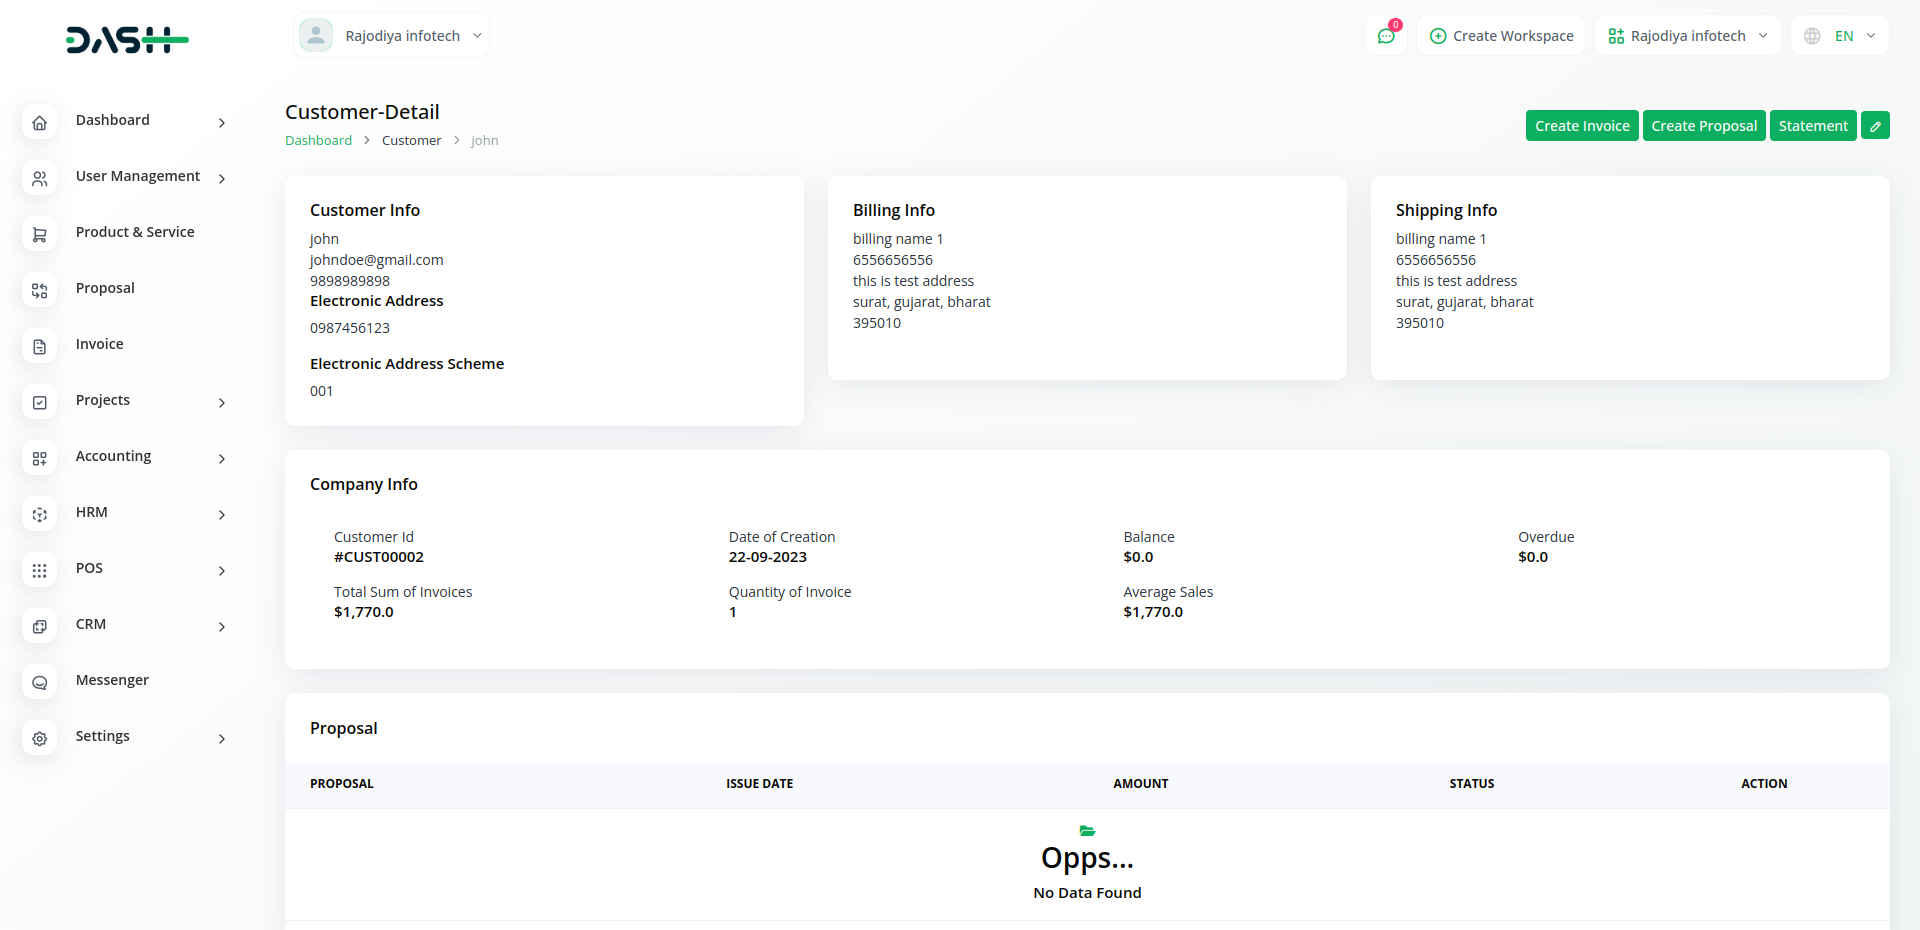 DASH
Rajodiya infotech
0
Create Workspace
Rajodiya infotech
EN
Dashboard
User Management
Product & Service
Proposal
Invoice
Projects
Accounting
HRM
POS
CRM
Messenger
Settings
Customer-Detail
Dashboard > Customer > john
Create Invoice
Create Proposal
Statement
Customer Info
john
johndoe@gmail.com
9898989898
Electronic Address
0987456123
Electronic Address Scheme
001
Billing Info
billing name 1
6556656556
this is test address
surat, gujarat, bharat
395010
Shipping Info
billing name 1
6556656556
this is test address
surat, gujarat, bharat
395010
Company Info
Customer Id
#CUST00002
Date of Creation
22-09-2023
Balance
$0.0
Overdue
$0.0
Total Sum of Invoices
$1,770.0
Quantity of Invoice
1
Average Sales
$1,770.0
Proposal
PROPOSAL ISSUE DATE AMOUNT STATUS ACTION
Opps...
No Data Found